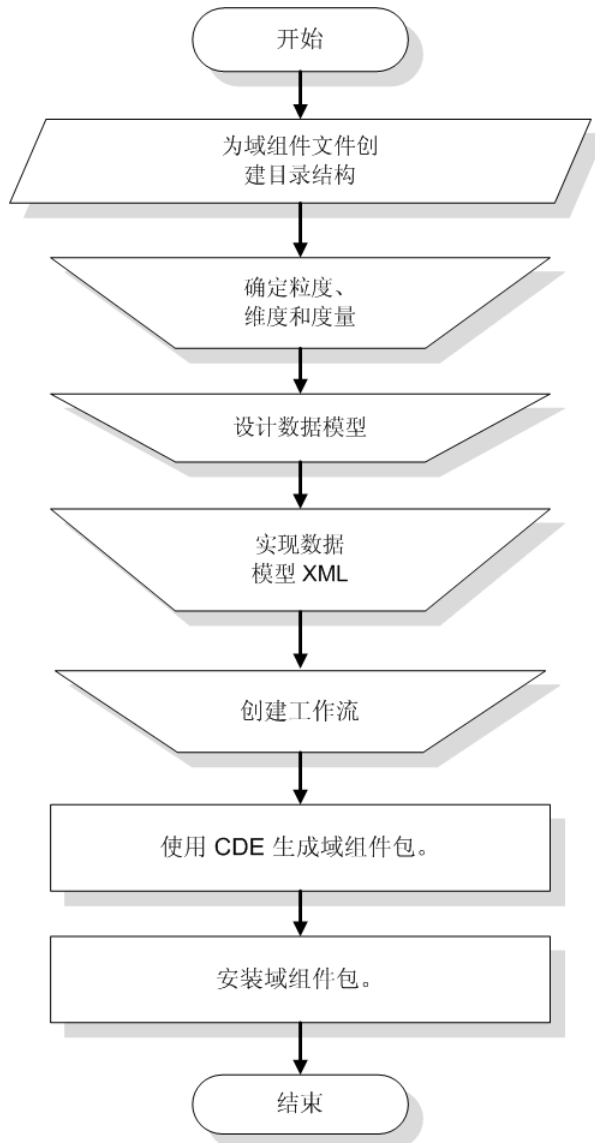 开始
为域组件文件创
建目录结构
确定粒度、
维度和度量
设计数据模型
实现数据
模型 XML
创建工作流
使用 CDE 生成域组件包。
安装域组件包。
结束